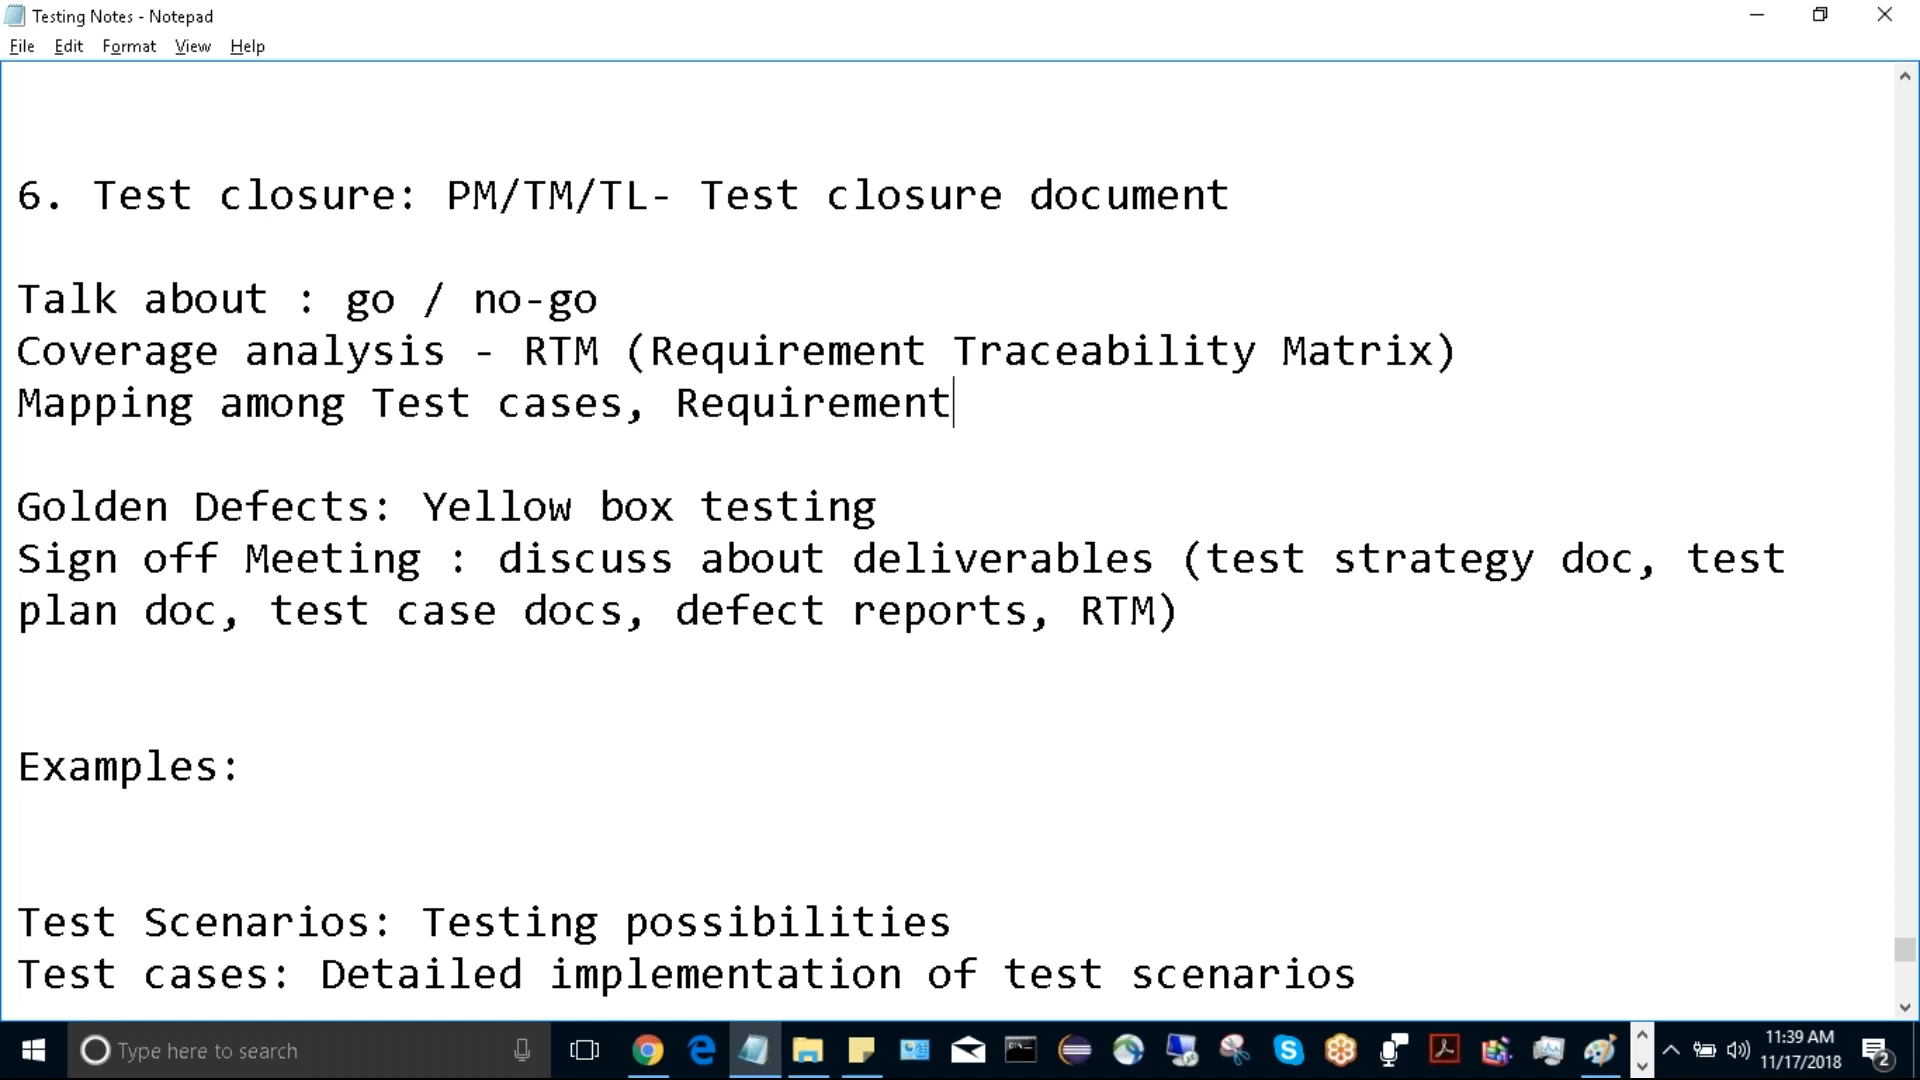 Testing Notes - Notepad
File Edit Format View Help
6. Test closure: PM/TM/TL- Test closure document
Talk about : go / no-go
Coverage analysis - RTM (Requirement Traceability Matrix)
Mapping among Test cases, Requirement
Golden Defects: Yellow box testing
Sign off Meeting : discuss about deliverables (test strategy doc, test
plan doc, test case docs, defect reports, RTM)
Examples:
Test Scenarios: Testing possibilities
Test cases: Detailed implementation of test scenarios
Type here to search
11:39 AM
11/17/2018
2